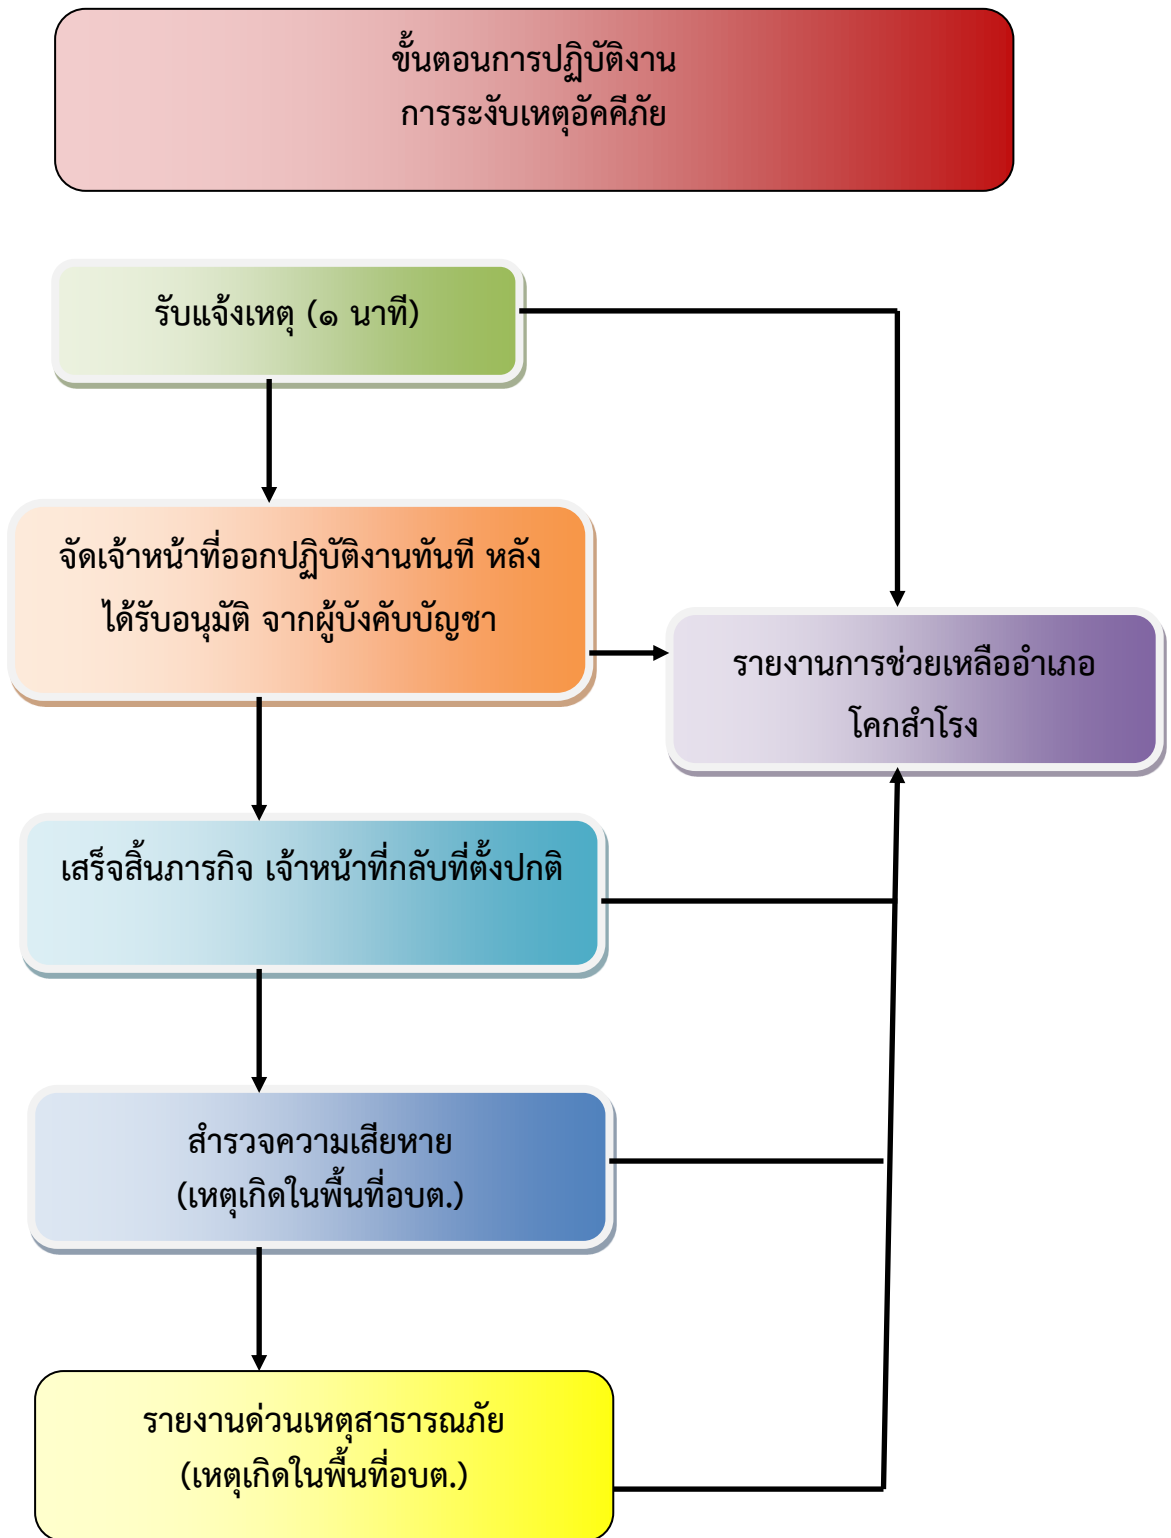 ขั้นตอนการปฏิบัติงาน
การระงับเหตุอัคคีภัย
รับแจ้งเหตุ (๑ นาที)
จัดเจ้าหน้าที่ออกปฏิบัติงานทันที หลัง
ได้รับอนุมัติ จากผู้บังคับบัญชา
รายงานการช่วยเหลืออำเภอ
โคกสำโรง
เสร็จสิ้นภารกิจ เจ้าหน้าที่กลับที่ตั้งปกติ
สำรวจความเสียหาย
(เหตุเกิดในพื้นที่อบต.)
รายงานด่วนเหตุสาธารณภัย
(เหตุเกิดในพื้นที่อบต.)